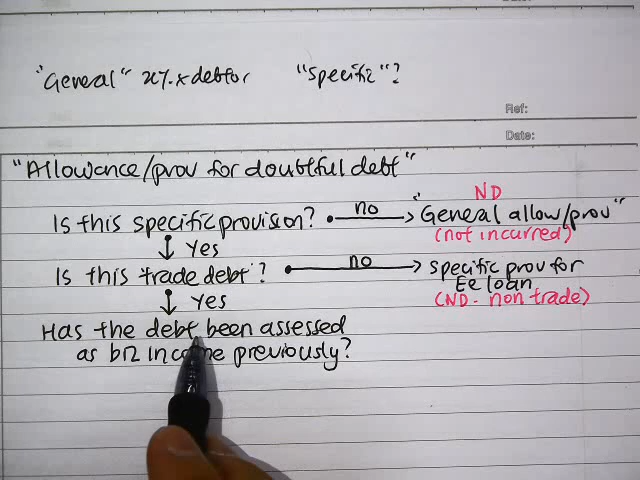 "General" x% x debtor "Specific"?
Ref:
Date:
"Allowance/prov for doubtful debt"
ND
Is this specific provision? no "General allow/prov"
(not incurred)
Yes
Is this trade debt? no specific prov for
Ee loan
Yes (ND - non trade)
Has the debt been assessed
as biz income previously?